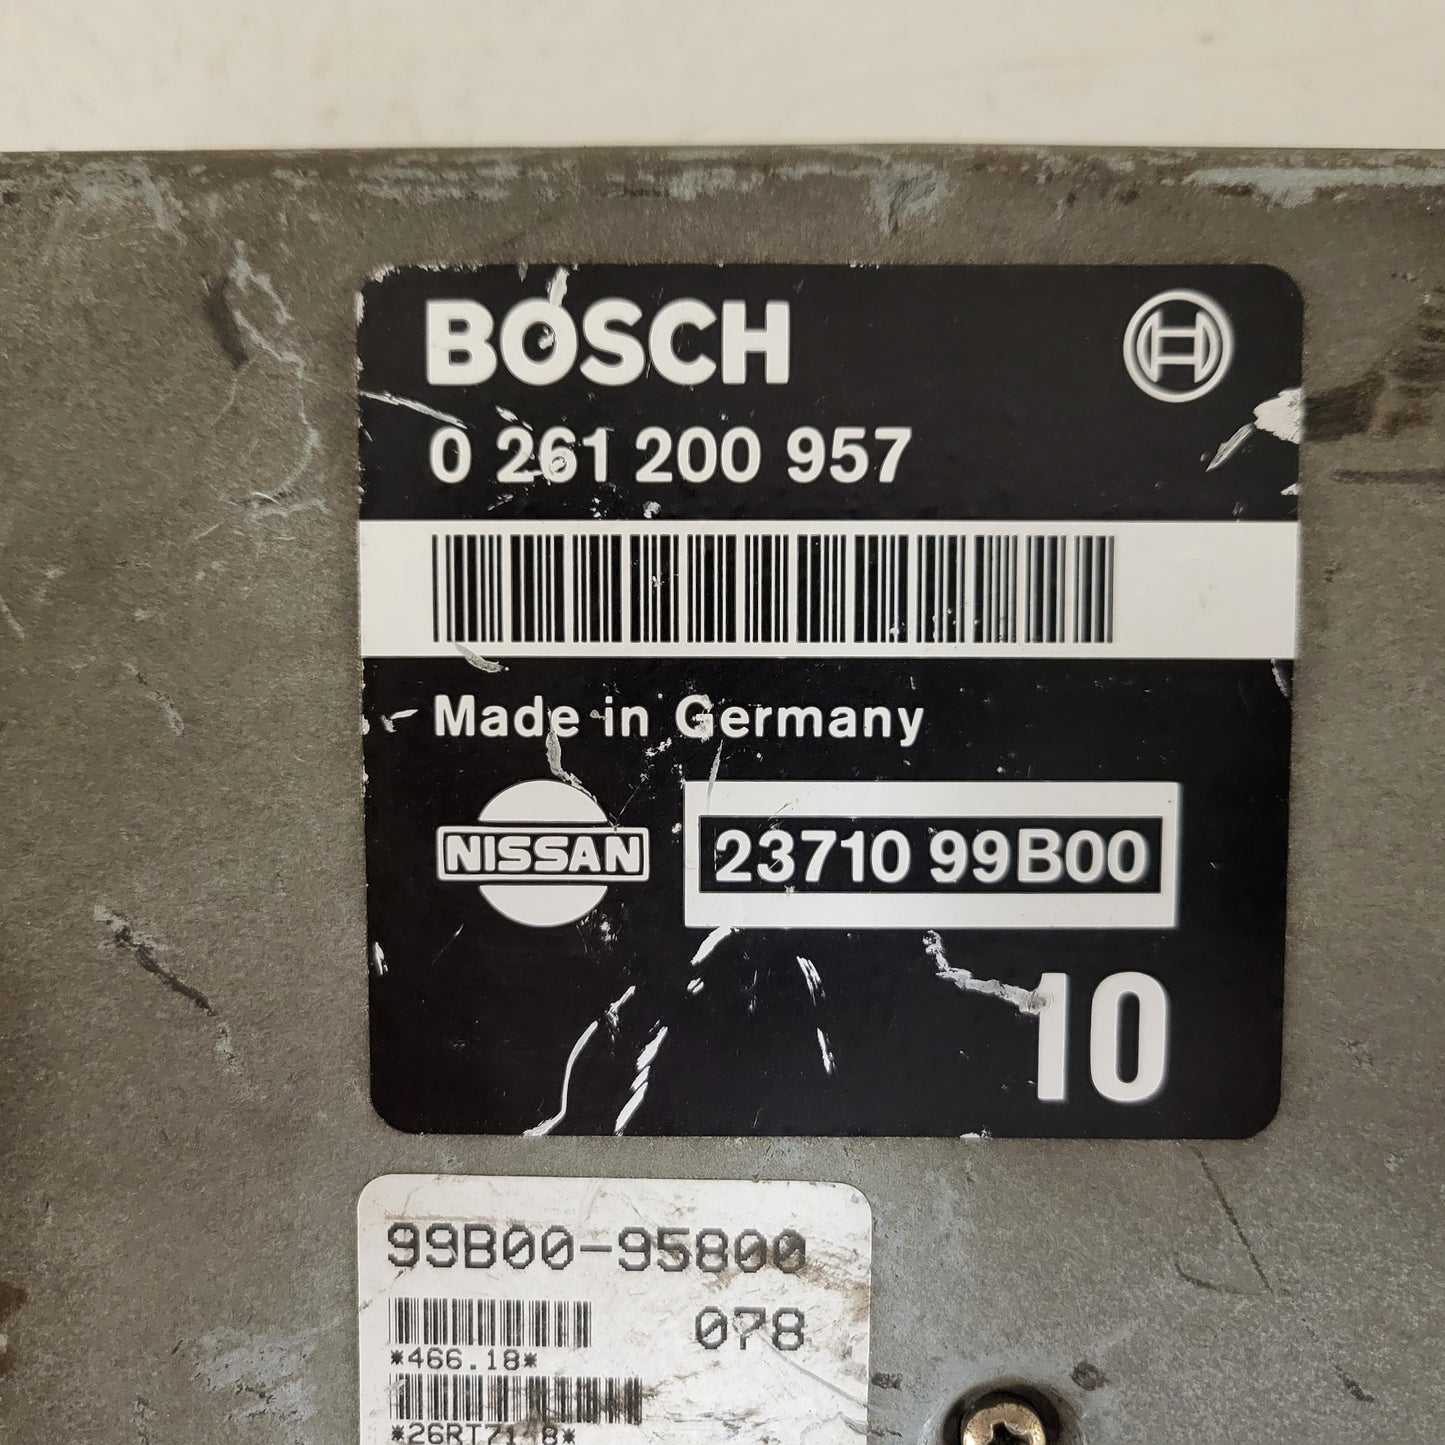 BOSCH
0 261 200 957
Made in Germany
NISSAN
23710 99B00
10
99B00-95800
078
*466.18*